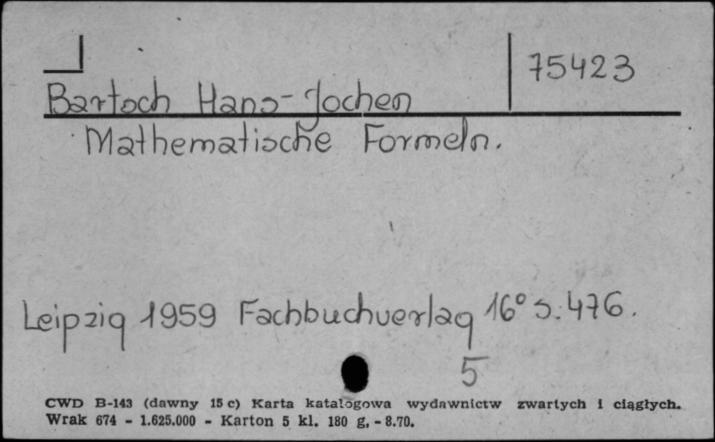 75423
Bartsch Hans-Jochen
Mathematische Formeln.
Leipzig 1959 Fachbuchverlag 16° s. 476.
5
CWD B-143 (dawny 15 c) Karta katalogowa wydawnictw zwartych i ciągłych.
Wrak 674 - 1.625.000 - Karton 5 kl. 180 g. - 8.70.